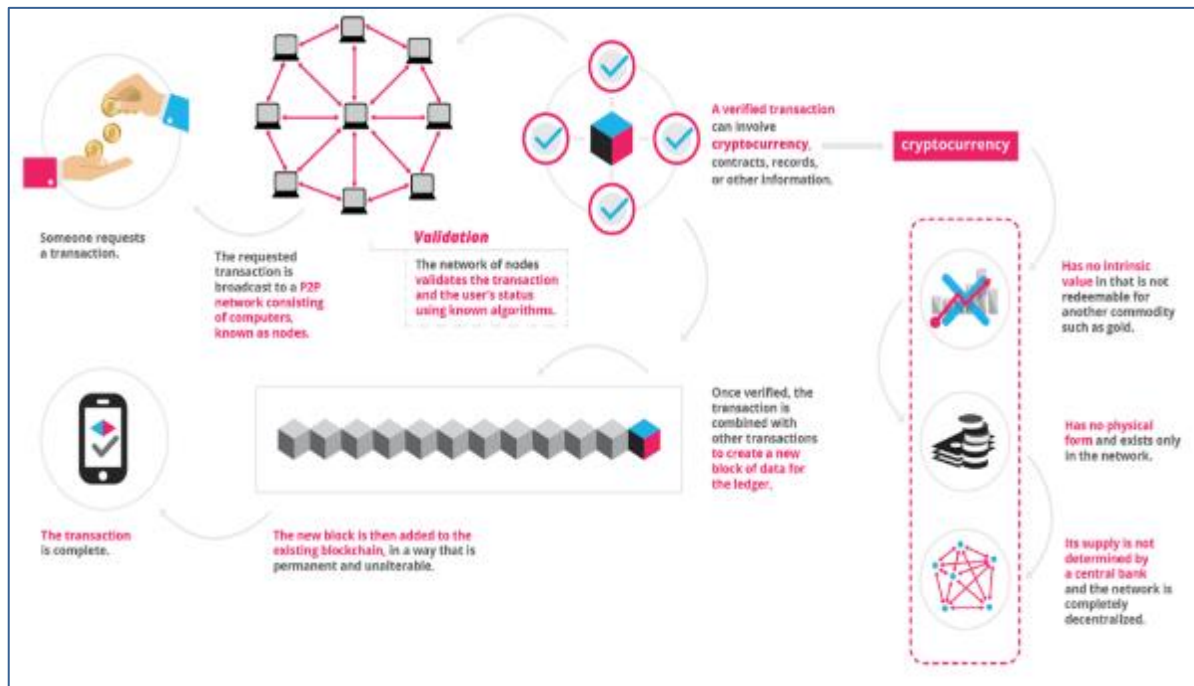 Someone requests
a transaction.
The requested
transaction is
broadcast to a P2P
network consisting
of computers,
known as nodes.
Validation
The network of nodes
validates the transaction
and the user's status
using known algorithms.
A verified transaction
can involve
cryptocurrency,
contracts, records,
or other information.
cryptocurrency
Has no intrinsic
value in that is not
redeemable for
another commodity
such as gold.
Has no physical
form and exists only
in the network.
Its supply is not
determined by
a central bank
and the network is
completely
decentralized.
Once verified, the
transaction is
combined with
other transactions
to create a new
block of data for
the ledger.
The new block is then added to the
existing blockchain, in a way that is
permanent and unalterable.
The transaction
is complete.